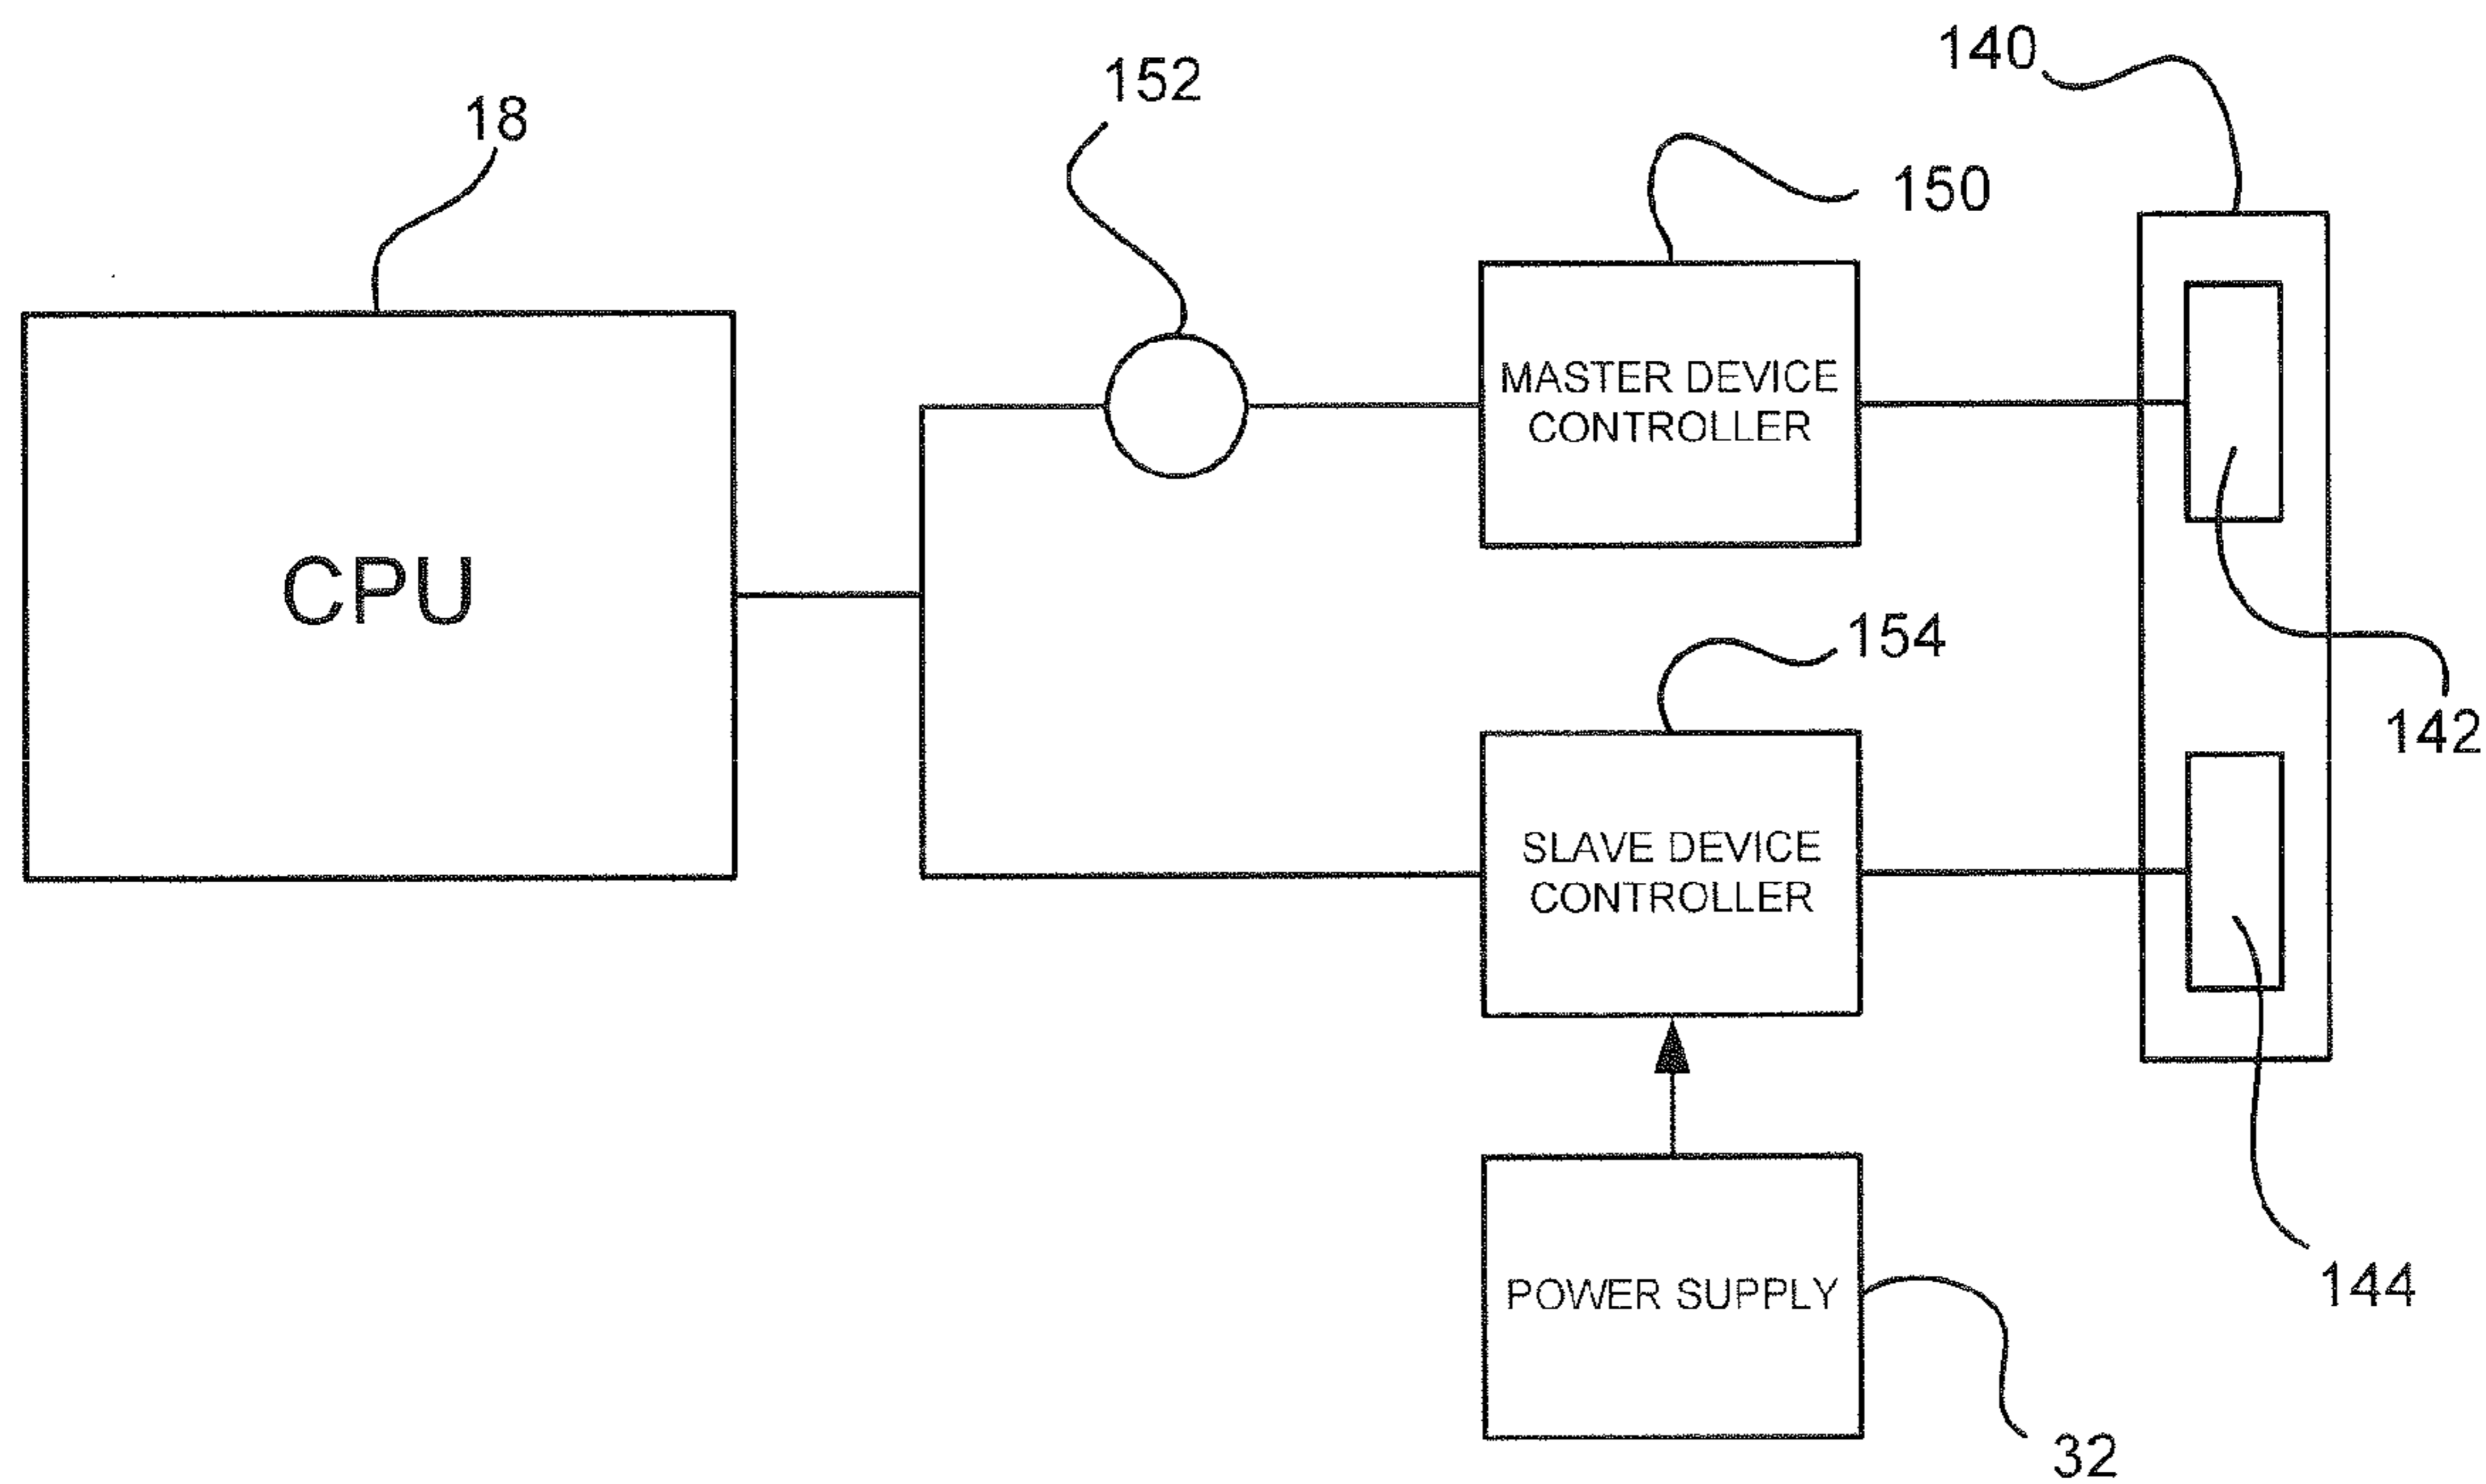 140
152
18
150
MASTER DEVICE
CONTROLLER
CPU
154
142
SLAVE DEVICE
CONTROLLER
144
POWER SUPPLY
32